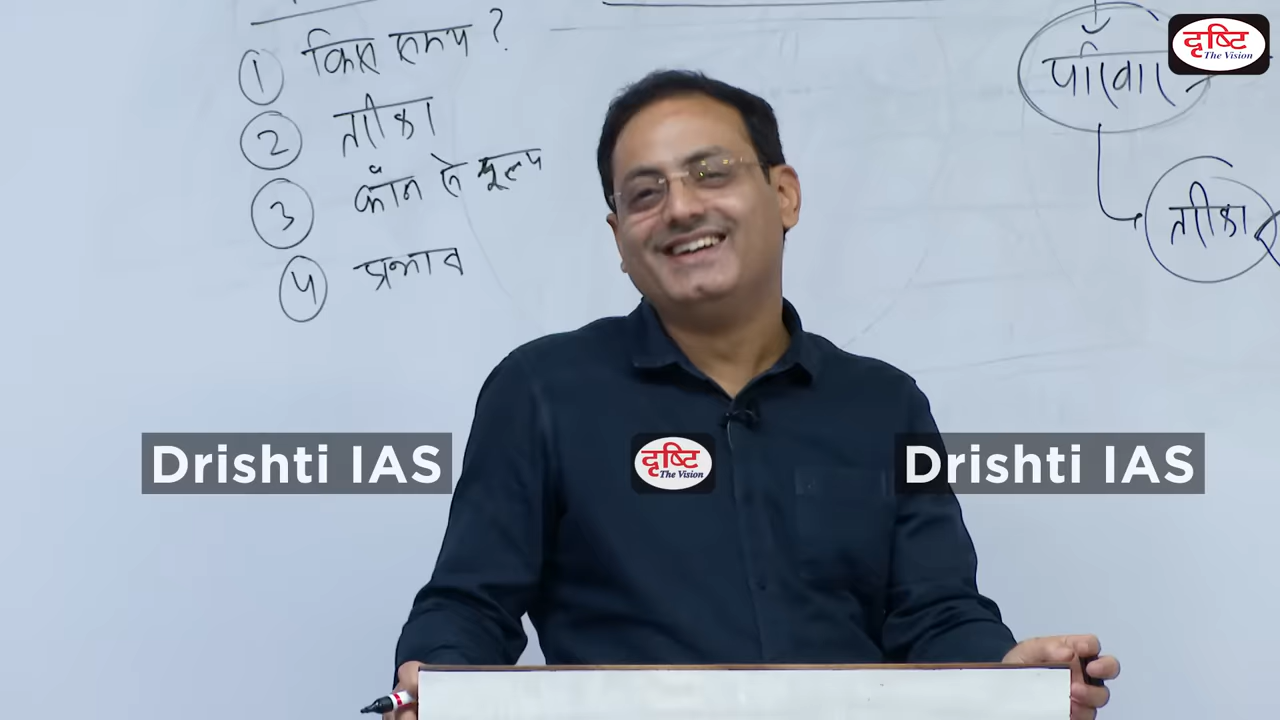 ① किस समय ?
② तरीका
③ कौन से मूल्य
④ प्रभाव
परिवार
तरीका
दृष्टि
The Vision
Drishti IAS
दृष्टि
The Vision
Drishti IAS